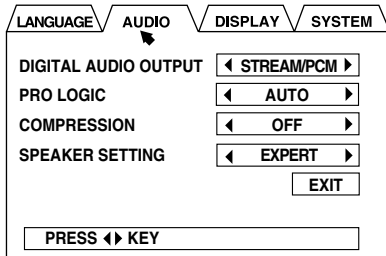 LANGUAGE AUDIO DISPLAY SYSTEM
DIGITAL AUDIO OUTPUT STREAM/PCM
PRO LOGIC AUTO
COMPRESSION OFF
SPEAKER SETTING EXPERT
EXIT
PRESS KEY